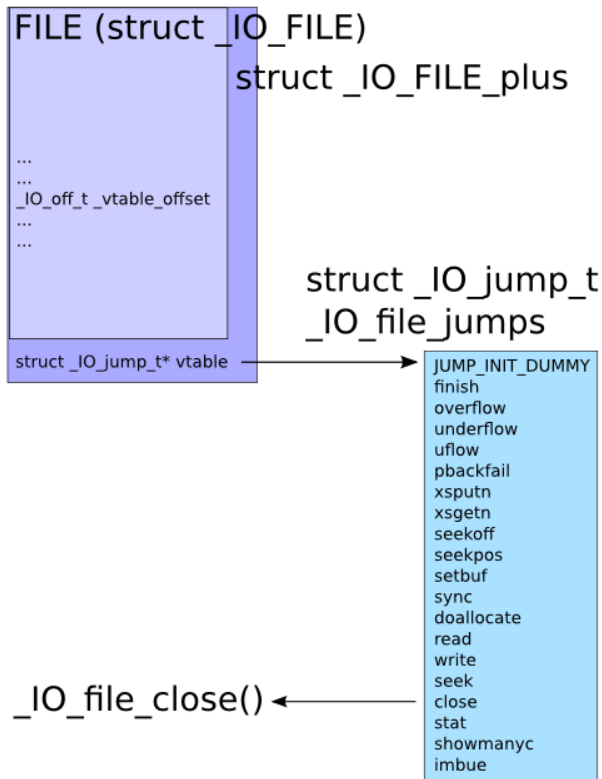 FILE (struct _IO_FILE)
struct _IO_FILE_plus
...
...
_IO_off_t _vtable_offset
...
...
struct _IO_jump_t
_IO_file_jumps
struct _IO_jump_t* vtable
JUMP_INIT_DUMMY
finish
overflow
underflow
uflow
pbackfail
xsputn
xsgetn
seekoff
seekpos
setbuf
sync
doallocate
read
write
seek
close
stat
showmanyc
imbue
_IO_file_close()